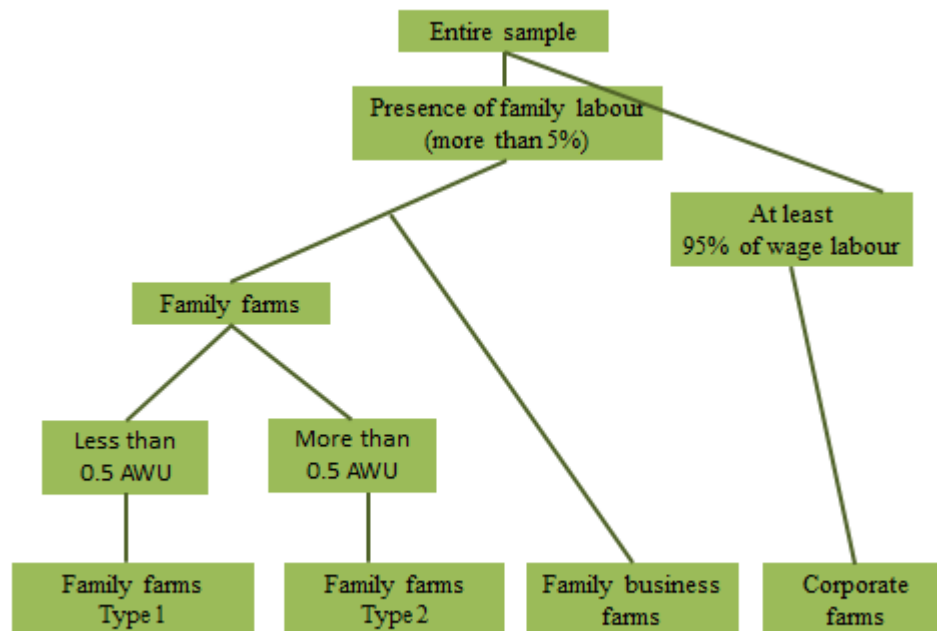 Entire sample
Presence of family labour
(more than 5%)
At least
95% of wage labour
Family farms
Less than
0.5 AWU
More than
0.5 AWU
Family farms
Type 1
Family farms
Type 2
Family business
farms
Corporate
farms